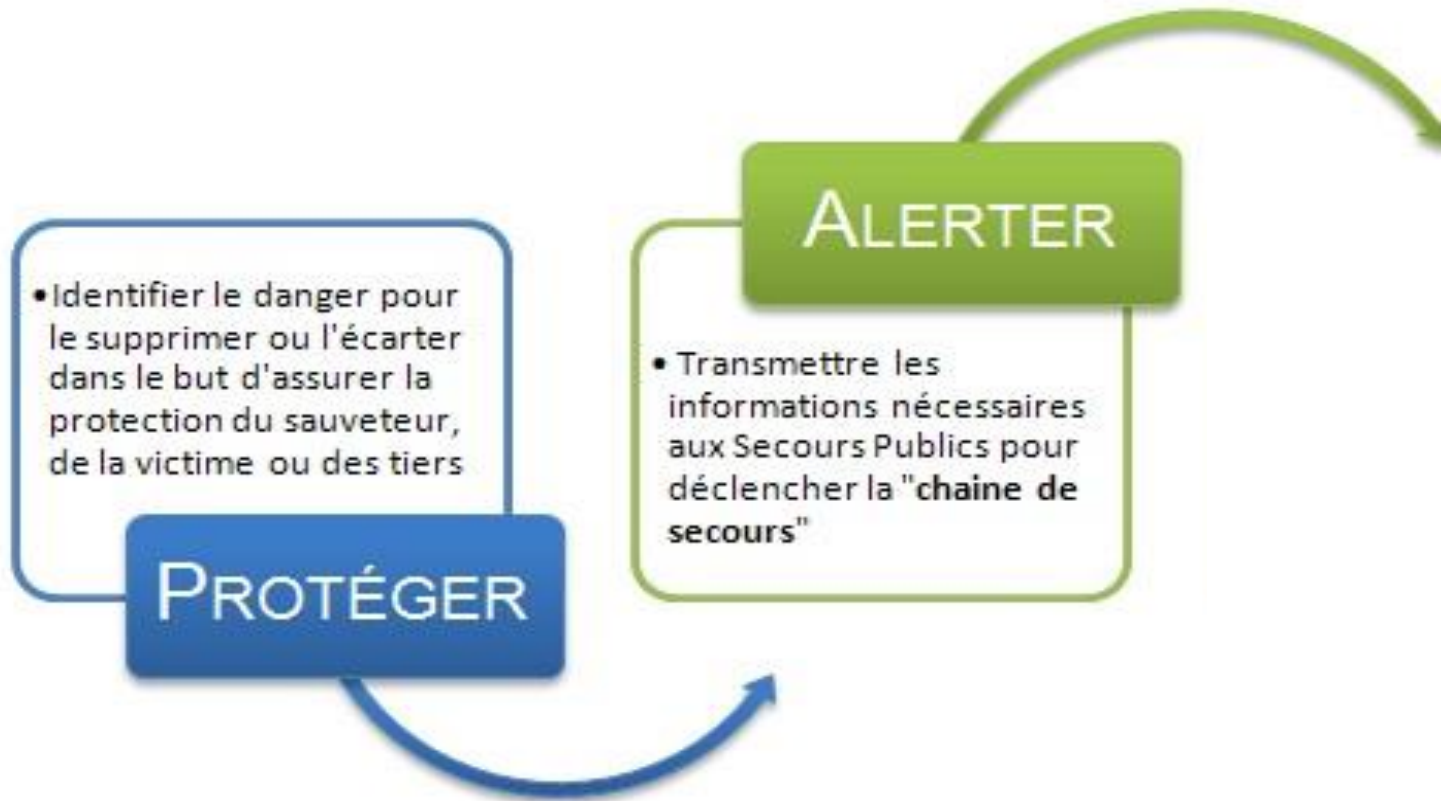 •Identifier le danger pour
le supprimer ou l'écarter
dans le but d'assurer la
protection du sauveteur,
de la victime ou des tiers
PROTÉGER
ALERTER
• Transmettre les
informations nécessaires
aux Secours Publics pour
déclencher la "chaine de
secours"